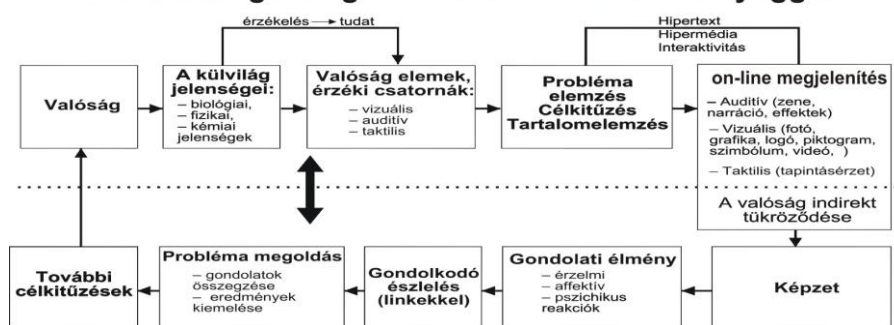 érzékelés → tudat
Hipertext
Hipermédia
Interaktivitás
Valóság
A külvilág
jelenségei:
– biológiai,
– fizikai,
– kémiai
jelenségek
Valóság elemek,
érzéki csatornák:
– vizuális
– auditív
– taktilis
Probléma
elemzés
Célkitűzés
Tartalomelemzés
on-line megjelenítés
– Auditív (zene,
narráció, effektek)
– Vizuális (fotó,
grafika, logó, piktogram,
szimbólum, videó, )
– Taktilis (tapintásérzet)
A valóság indirekt
tükröződése
További
célkitűzések
Probléma megoldás
– gondolatok
összegzése
– eredmények
kiemelése
Gondolkodó
észlelés
(linkekkel)
Gondolati élmény
– érzelmi
– affektív
– pszichikus
reakciók
Képzet